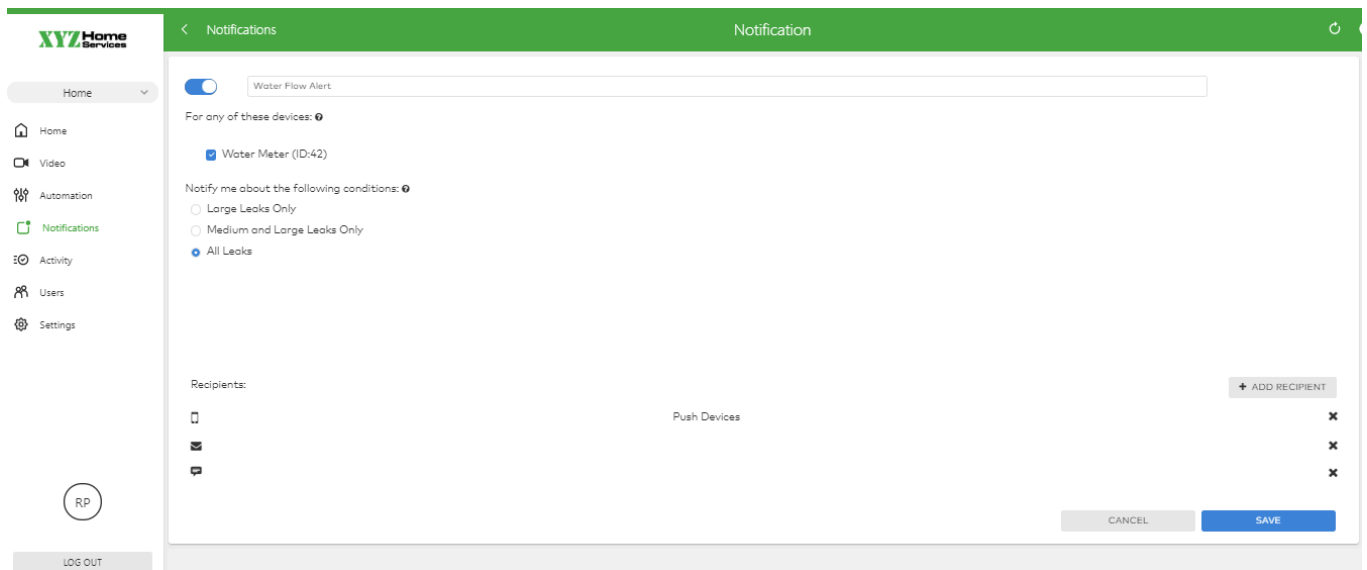 XYZ Home Services
Notifications
Notification
Home
Home
Video
Automation
Notifications
Activity
Users
Settings
RP
LOG OUT
Water Flow Alert
For any of these devices:
Water Meter (ID:42)
Notify me about the following conditions:
Large Leaks Only
Medium and Large Leaks Only
All Leaks
Recipients:
+ ADD RECIPIENT
Push Devices
CANCEL
SAVE